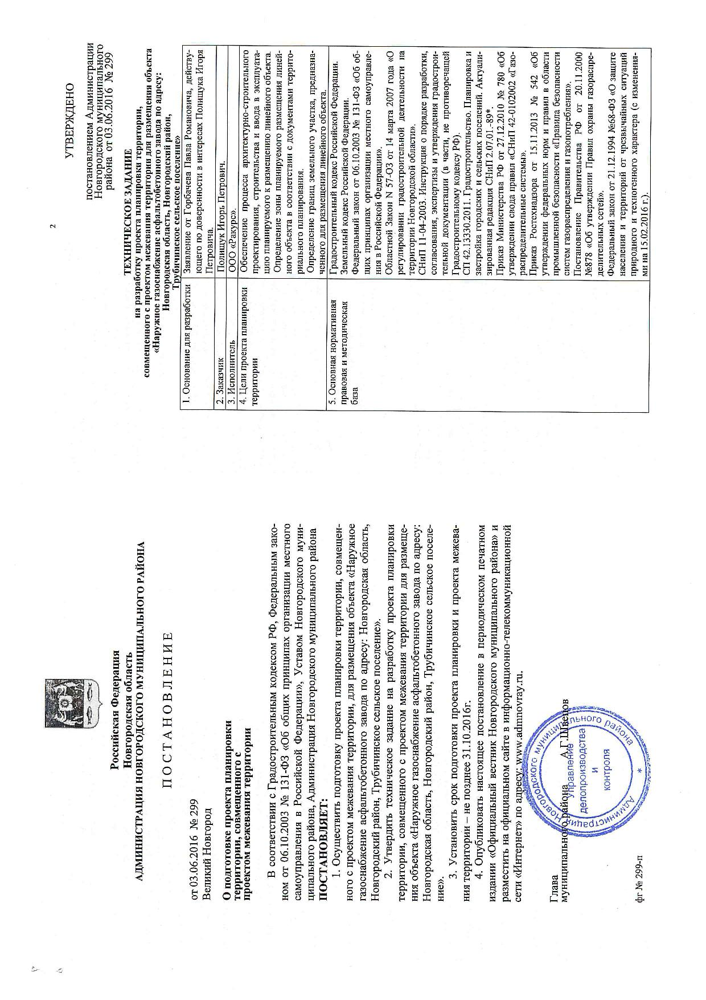 Российская Федерация
Новгородская область
АДМИНИСТРАЦИЯ НОВГОРОДСКОГО МУНИЦИПАЛЬНОГО РАЙОНА
П О С Т А Н О В Л Е Н И Е
от 03.06.2016 № 299
Великий Новгород
О подготовке проекта планировки
территории, совмещенного с
проектом межевания территории
В соответствии с Градостроительным кодексом РФ, Федеральным зако-
ном от 06.10.2003 № 131-ФЗ «Об общих принципах организации местного
самоуправления в Российской Федерации», Уставом Новгородского муни-
ципального района, Администрация Новгородского муниципального района
ПОСТАНОВЛЯЕТ:
1. Осуществить подготовку проекта планировки территории, совмещен-
ного с проектом межевания территории, для размещения объекта «Наружное
газоснабжение асфальтобетонного завода по адресу: Новгородская область,
Новгородский район, Трубичинское сельское поселение».
2. Утвердить техническое задание на разработку проекта планировки
территории, совмещенного с проектом межевания территории для размеще-
ния объекта «Наружное газоснабжение асфальтобетонного завода по адресу:
Новгородская область, Новгородский район, Трубичинское сельское поселе-
ние».
3. Установить срок подготовки проекта планировки и проекта межева-
ния территории – не позднее 31.10.2016г.
4. Опубликовать настоящее постановление в периодическом печатном
издании «Официальный вестник Новгородского муниципального района» и
разместить на официальном сайте в информационно-телекоммуникационной
сети «Интернет» по адресу: www.admnovray.ru.
Глава
муниципального района А.Г.Швецов
Администрация Новгородского муниципального района
Управление
делопроизводства
и
контроля
*
фг № 299-п
2
УТВЕРЖДЕНО
постановлением Администрации
Новгородского муниципального
района от 03.06.2016 № 299
ТЕХНИЧЕСКОЕ ЗАДАНИЕ
на разработку проекта планировки территории,
совмещенного с проектом межевания территории для размещения объекта
«Наружное газоснабжение асфальтобетонного завода по адресу:
Новгородская область, Новгородский район,
Трубичинское сельское поселение»
1. Основание для разработки
Заявление от Горбачева Павла Романовича, действу-
ющего по доверенности в интересах Полищука Игоря
Петровича.
2. Заказчик
Полищук Игорь Петрович.
3. Исполнитель
ООО «Ракурс».
4. Цели проекта планировки
территории
Обеспечение процесса архитектурно-строительного
проектирования, строительства и ввода в эксплуата-
цию планируемого к размещению линейного объекта.
Определение зоны планируемого размещения линей-
ного объекта в соответствии с документами террито-
риального планирования.
Определение границ земельного участка, предназна-
ченного для размещения линейного объекта.
5. Основная нормативная
правовая и методическая
база
Градостроительный кодекс Российской Федерации.
Земельный кодекс Российской Федерации.
Федеральный закон от 06.10.2003 № 131-ФЗ «Об об-
щих принципах организации местного самоуправле-
ния в Российской Федерации».
Областной Закон N 57-ОЗ от 14 марта 2007 года «О
регулировании градостроительной деятельности на
территории Новгородской области».
СНиП 11-04-2003. Инструкция о порядке разработки,
согласования, экспертизы и утверждения градострои-
тельной документации (в части, не противоречащей
Градостроительному кодексу РФ).
СП 42.13330.2011. Градостроительство. Планировка и
застройка городских и сельских поселений. Актуали-
зированная редакция СНиП 2.07.01.-89*.
Приказ Министерства РФ от 27.12.2010 № 780 «Об
утверждении свода правил «СНиП 42-0102002 «Газо-
распределительные системы».
Приказ Ростехнадзора от 15.11.2013 № 542 «Об
утверждении федеральных норм и правил в области
промышленной безопасности «Правила безопасности
систем газораспределения и газопотребления».
Постановление Правительства РФ от 20.11.2000
№878 «Об утверждении Правил охраны газораспре-
делительных сетей».
Федеральный закон от 21.12.1994 №68-ФЗ «О защите
населения и территорий от чрезвычайных ситуаций
природного и техногенного характера (с изменения-
ми на 15.02.2016 г.).